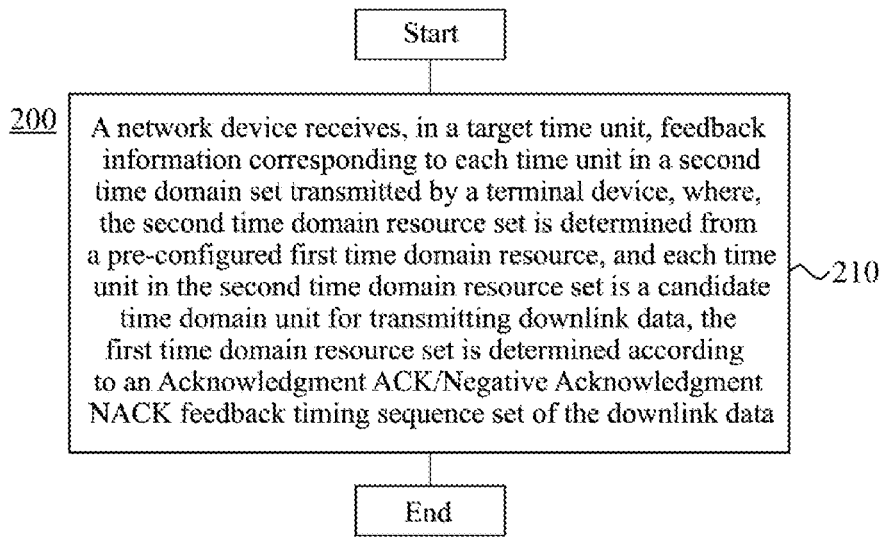 Start
200
A network device receives, in a target time unit, feedback
information corresponding to each time unit in a second
time domain set transmitted by a terminal device, where,
the second time domain resource set is determined from
a pre-configured first time domain resource, and each time
unit in the second time domain resource set is a candidate
time domain unit for transmitting downlink data, the
first time domain resource set is determined according
to an Acknowledgment ACK/Negative Acknowledgment
NACK feedback timing sequence set of the downlink data
210
End